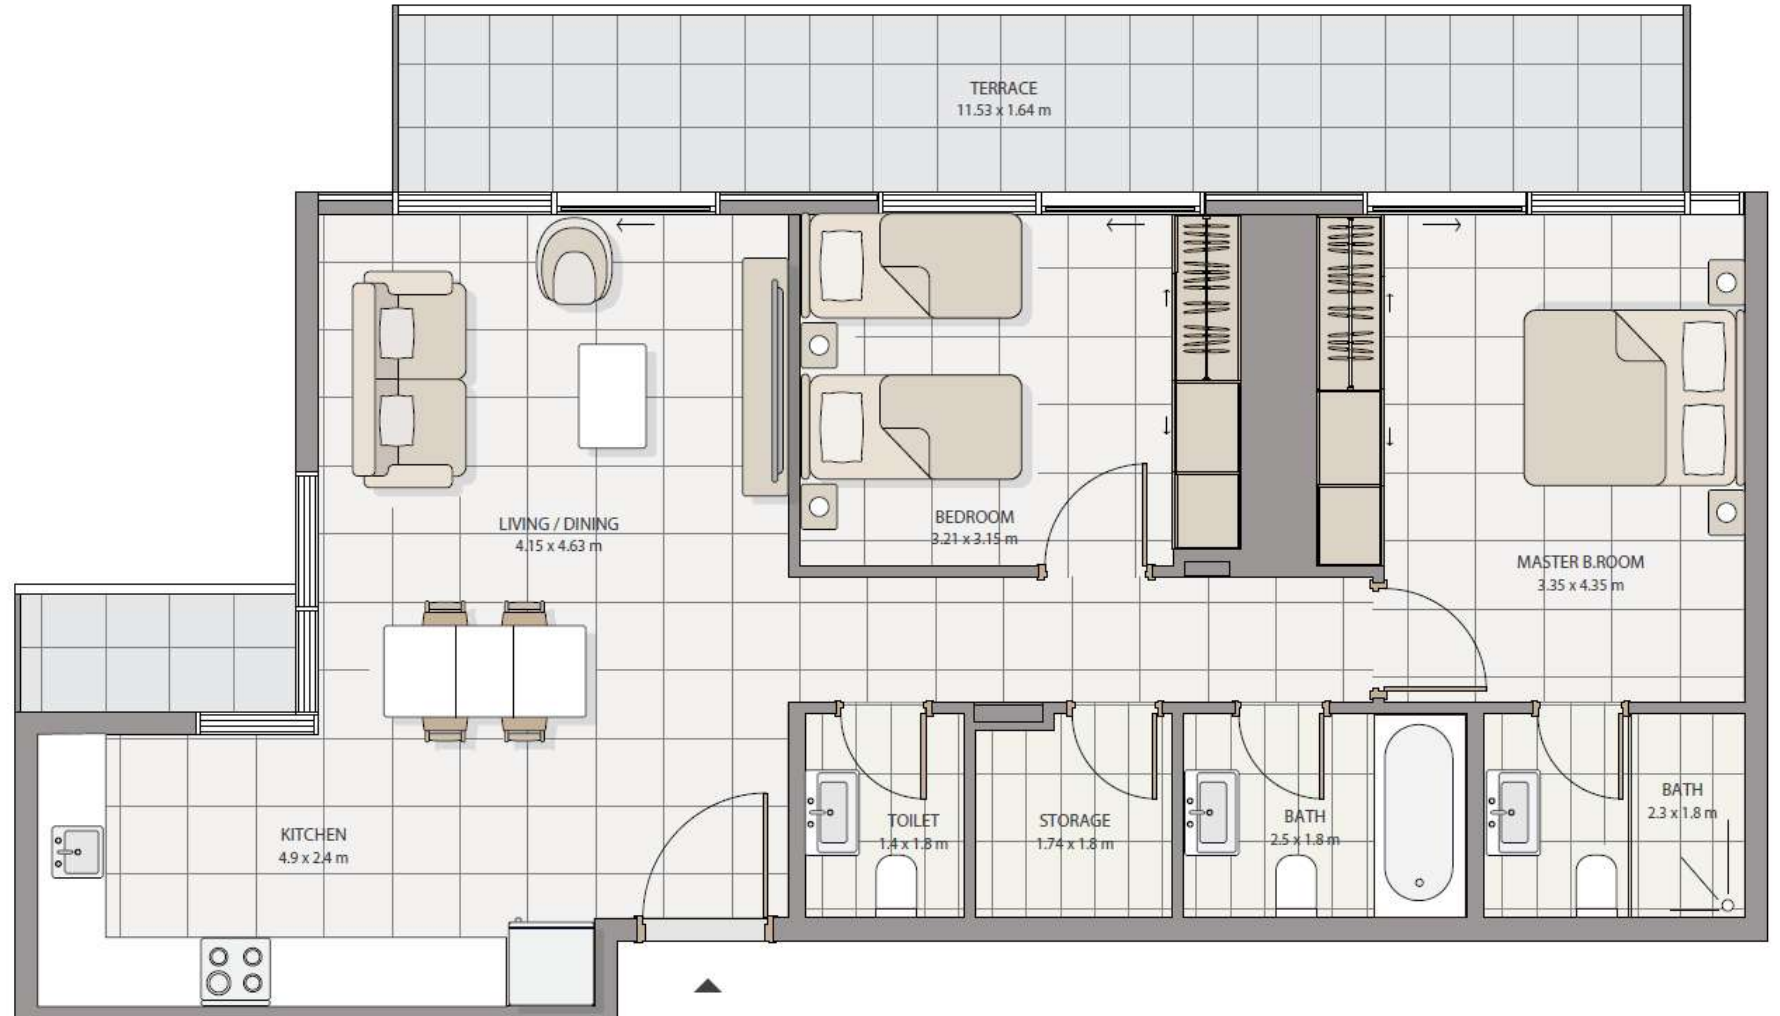 TERRACE
11.53 x 1.64 m
LIVING / DINING
4.15 x 4.63 m
BEDROOM
3.21 x 3.15 m
MASTER B.ROOM
3.35 x 4.35 m
KITCHEN
4.9 x 2.4 m
TOILET
1.4 x 1.8 m
STORAGE
1.74 x 1.8 m
BATH
2.5 x 1.8 m
BATH
2.3 x 1.8 m